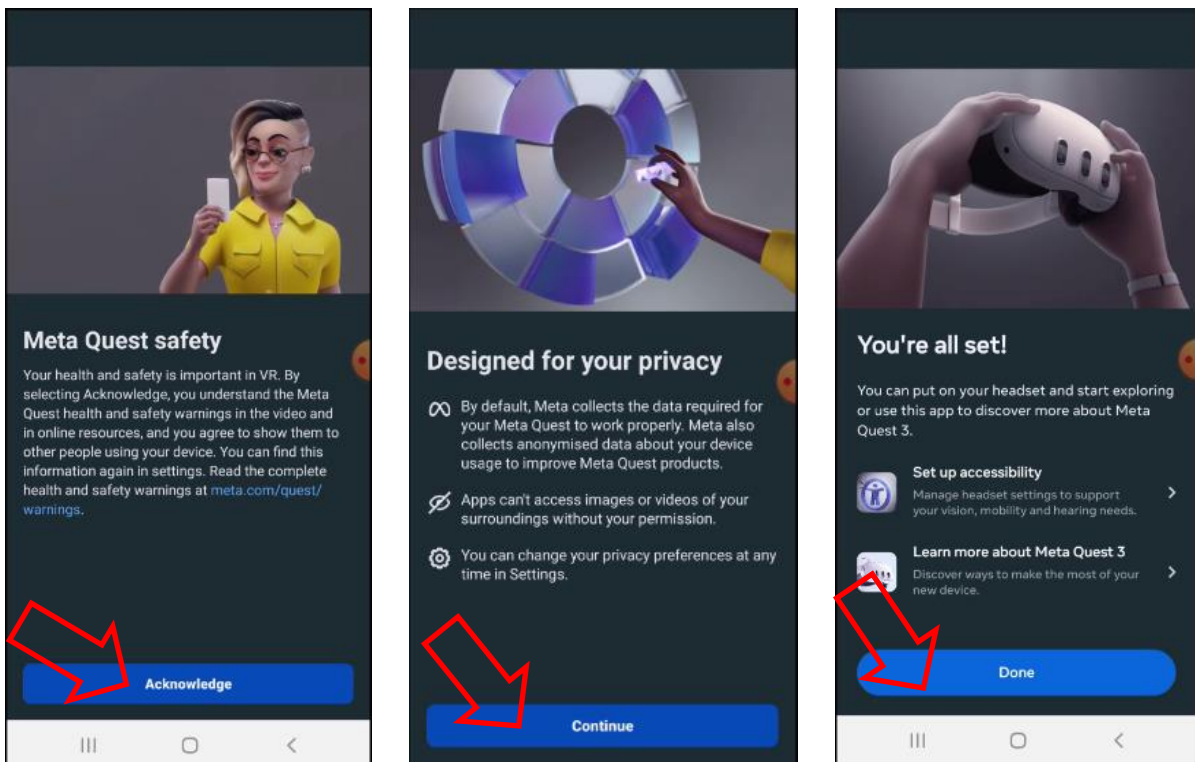 Meta Quest safety
Your health and safety is important in VR. By
selecting Acknowledge, you understand the Meta
Quest health and safety warnings in the video and
in online resources, and you agree to show them to
other people using your device. You can find this
information again in settings. Read the complete
health and safety warnings at meta.com/quest/
warnings.
Acknowledge
Designed for your privacy
By default, Meta collects the data required for
your Meta Quest to work properly. Meta also
collects anonymised data about your device
usage to improve Meta Quest products.
Apps can't access images or videos of your
surroundings without your permission.
You can change your privacy preferences at any
time in Settings.
Continue
You're all set!
You can put on your headset and start exploring
or use this app to discover more about Meta
Quest 3.
Set up accessibility
Manage headset settings to support
your vision, mobility and hearing needs.
Learn more about Meta Quest 3
Discover ways to make the most of your
new device.
Done